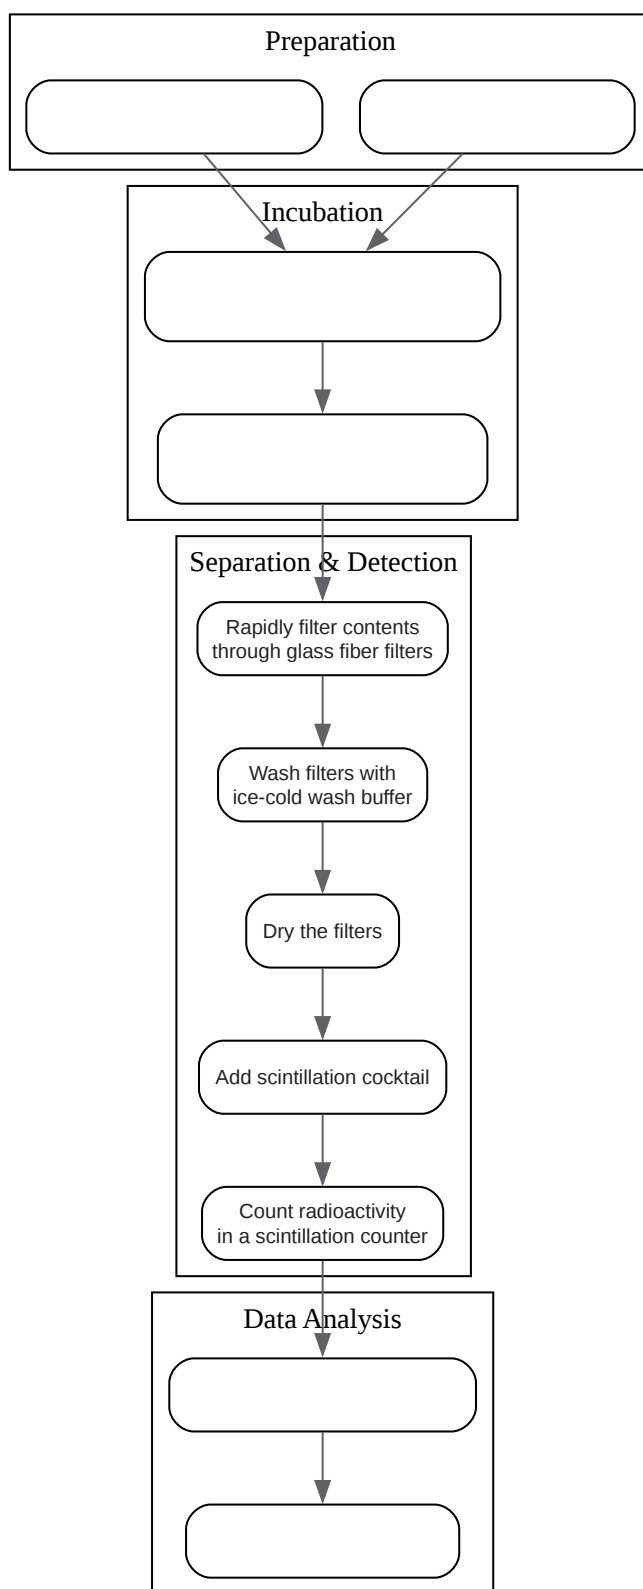 Preparation
Incubation
Separation & Detection
Rapidly filter contents
through glass fiber filters
Wash filters with
ice-cold wash buffer
Dry the filters
Add scintillation cocktail
Count radioactivity
in a scintillation counter
Data Analysis